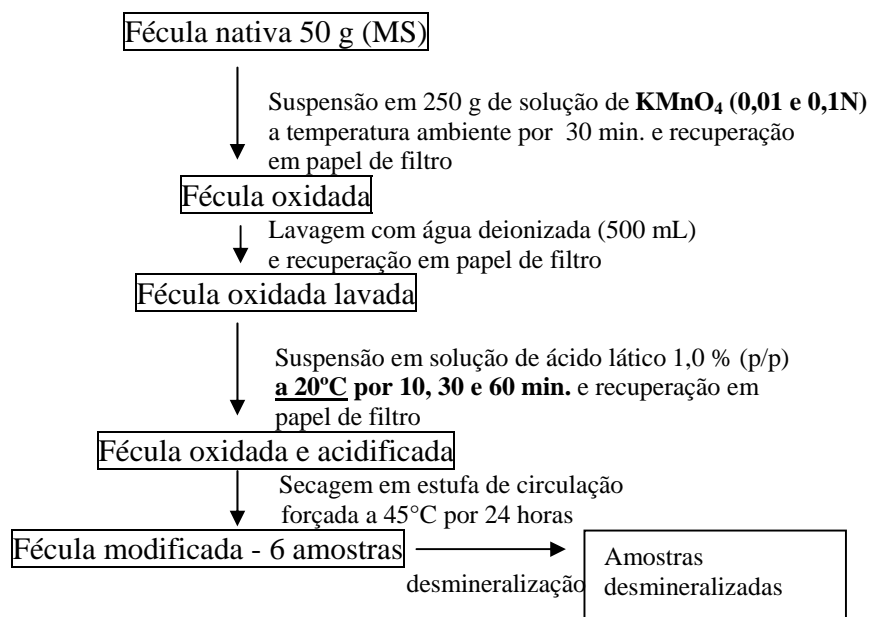 Fécula nativa 50 g (MS)
Suspensão em 250 g de solução de KMnO₄ (0,01 e 0,1N)
a temperatura ambiente por 30 min. e recuperação
em papel de filtro
Fécula oxidada
Lavagem com água deionizada (500 mL)
e recuperação em papel de filtro
Fécula oxidada lavada
Suspensão em solução de ácido lático 1,0 % (p/p)
a 20ºC por 10, 30 e 60 min. e recuperação em
papel de filtro
Fécula oxidada e acidificada
Secagem em estufa de circulação
forçada a 45°C por 24 horas
Fécula modificada - 6 amostras
desmineralização
Amostras
desmineralizadas